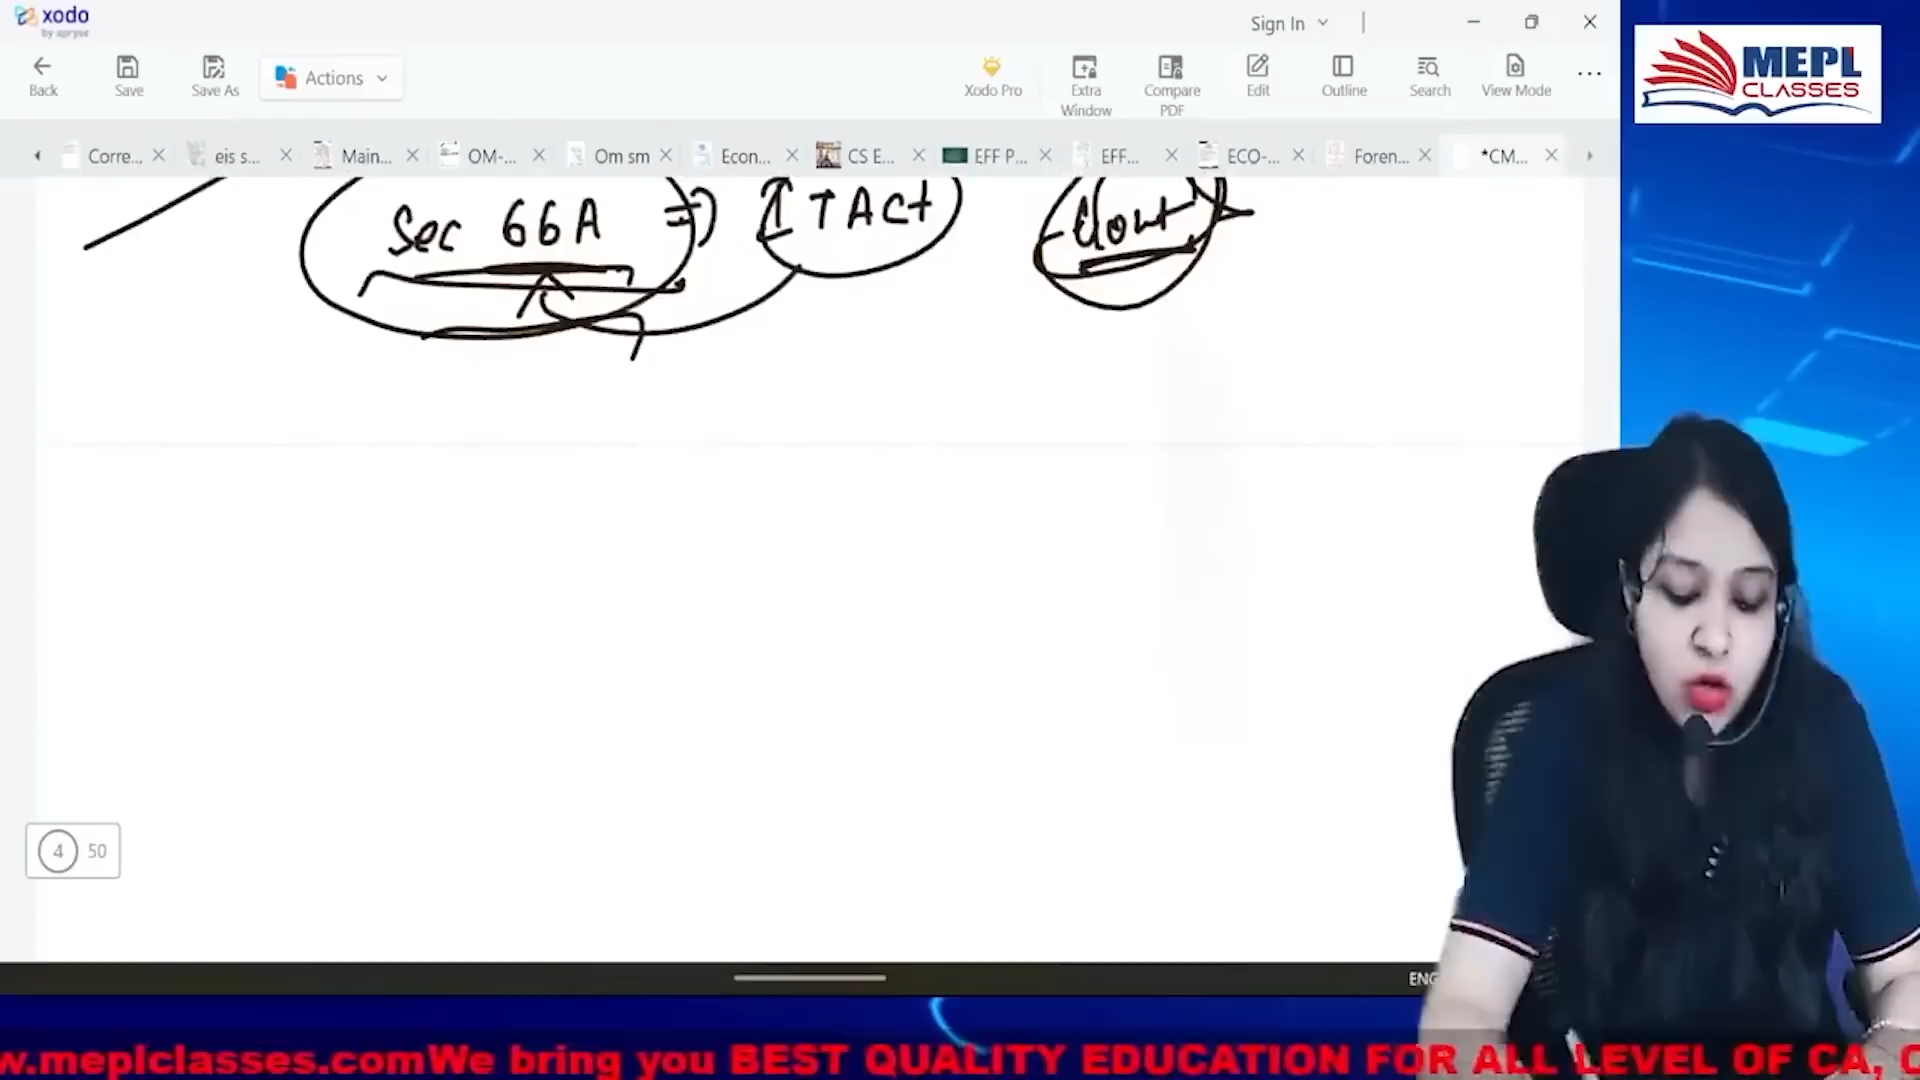 xodo
by apryse
Sign In
Back
Save
Save As
Actions
Xodo Pro
Extra Window
Compare PDF
Edit
Outline
Search
View Mode
MEPL
CLASSES
Corre...
eis s...
Main...
OM-...
Om sm
Econ...
CS E...
EFF P...
EFF...
ECO-...
Foren...
*CM...
Sec 66A => IT Act
4 50
ENG
w.meplclasses.comWe bring you BEST QUALITY EDUCATION FOR ALL LEVEL OF CA, C